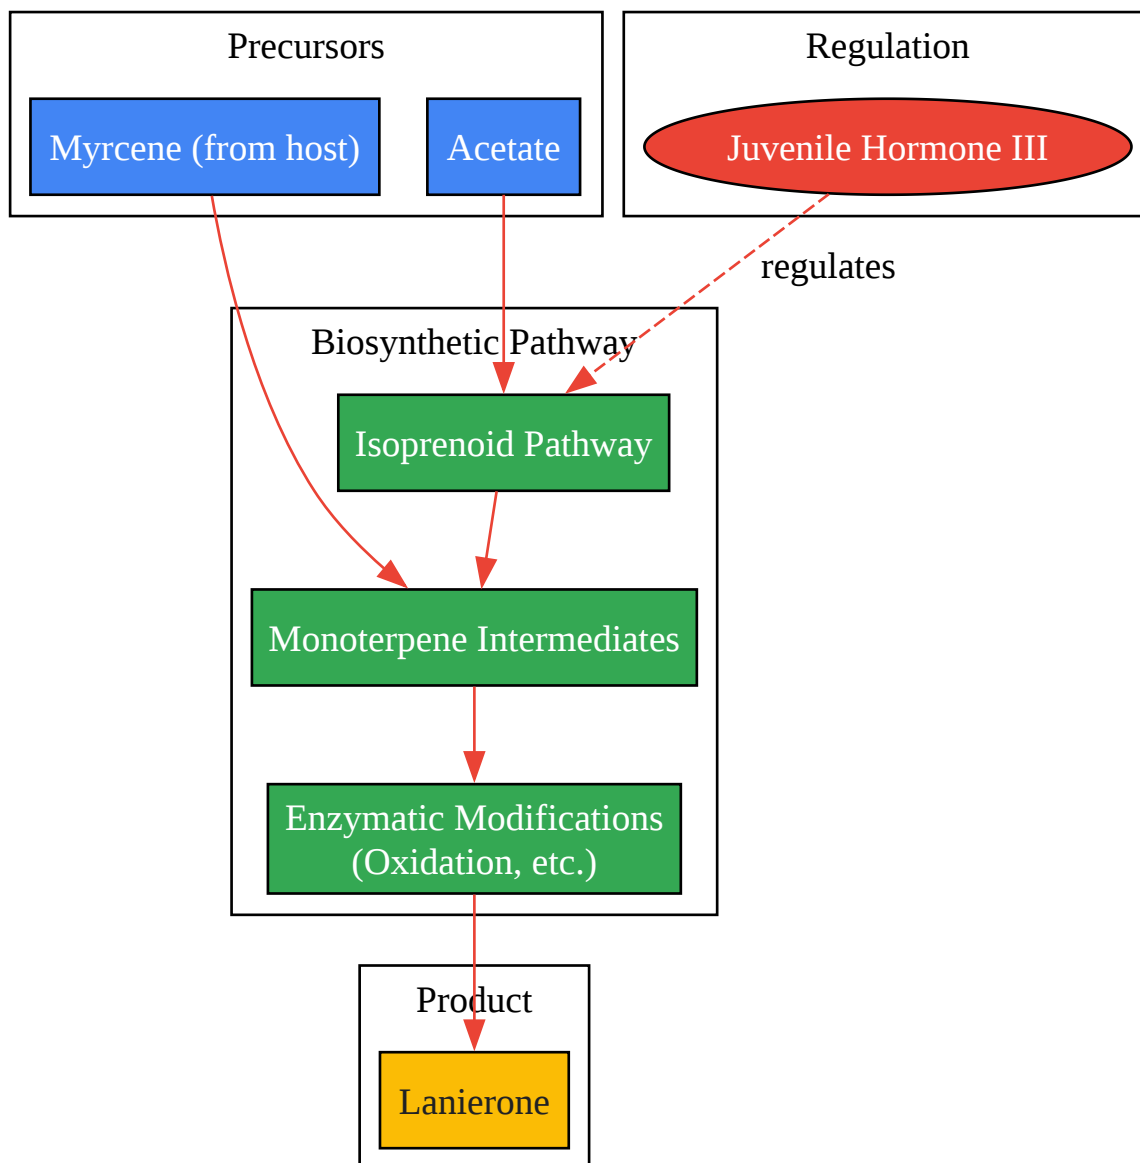 Precursors
Regulation
Myrcene (from host)
Acetate
Juvenile Hormone III
regulates
Biosynthetic Pathway
Isoprenoid Pathway
Monoterpene Intermediates
Enzymatic Modifications
(Oxidation, etc.)
Product
Lanierone